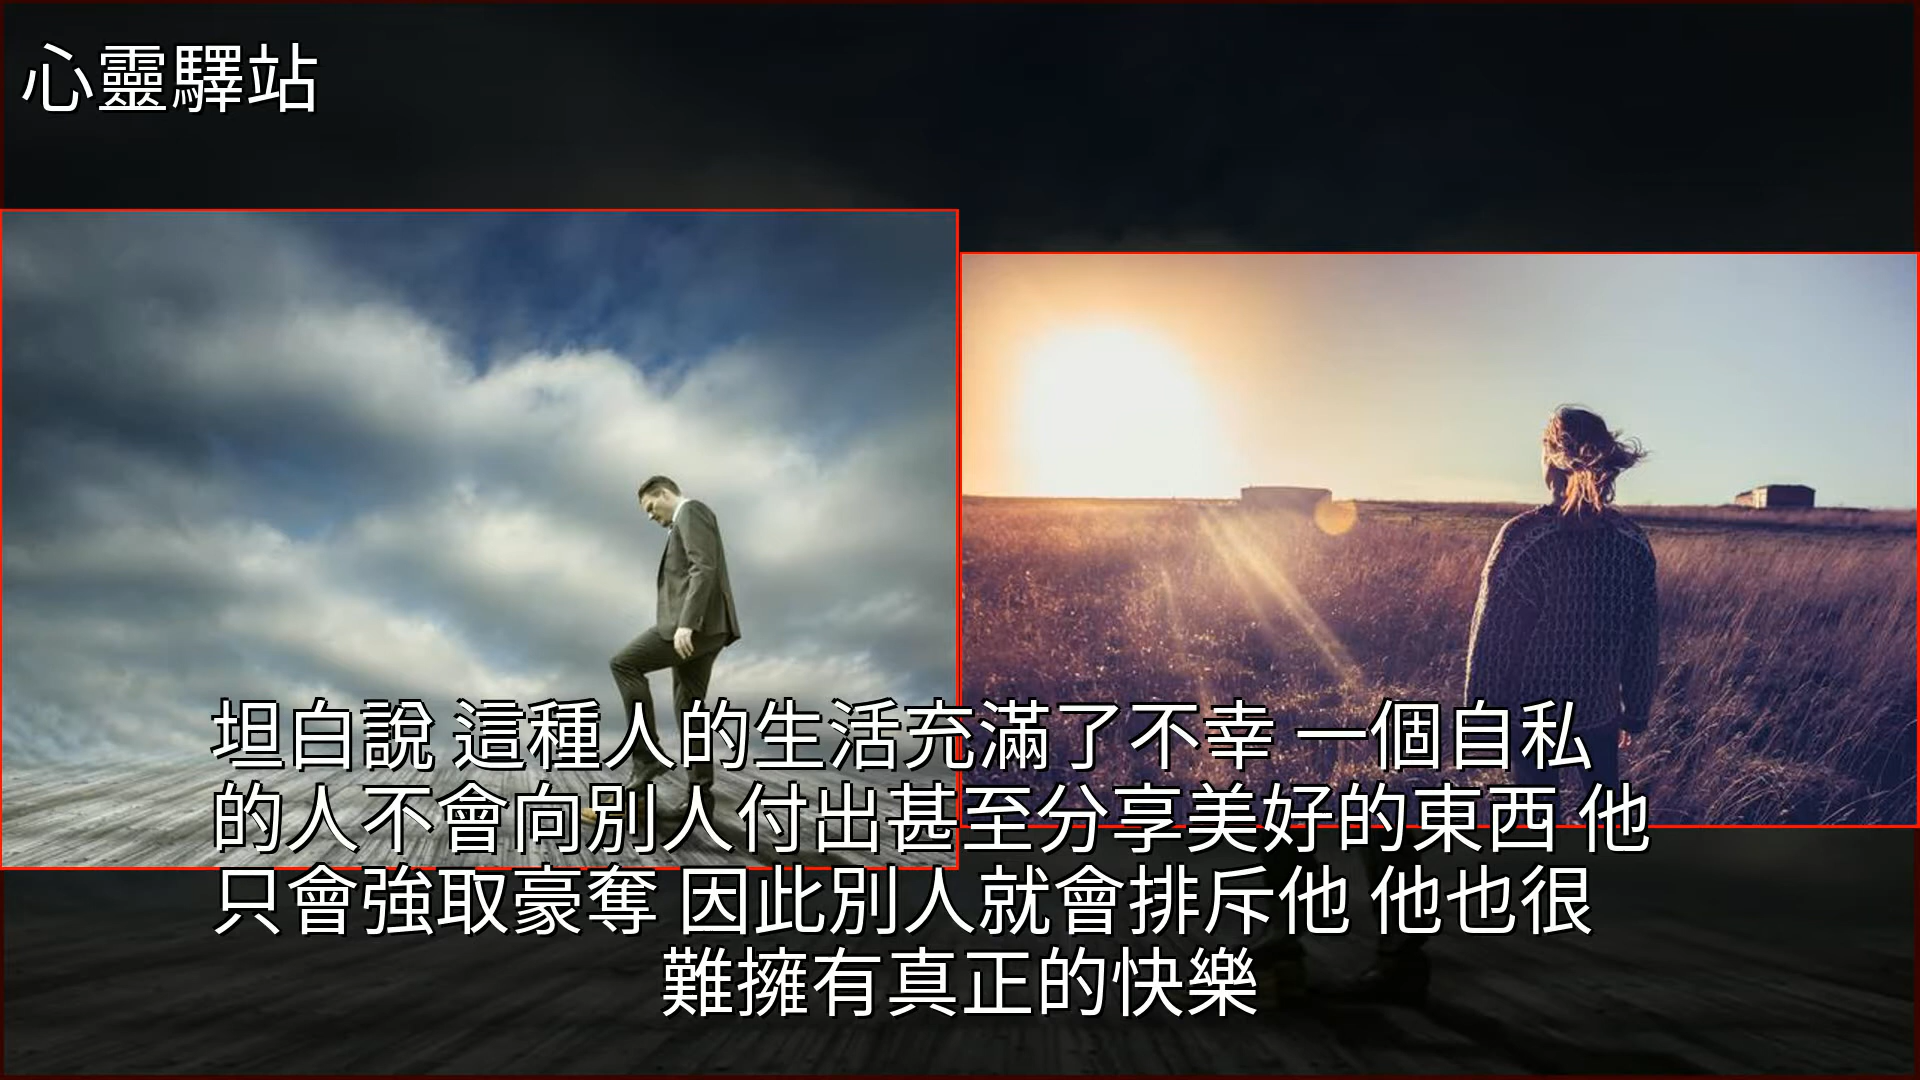 心靈驛站
坦白說 這種人的生活充滿了不幸 一個自私
的人不會向別人付出甚至分享美好的東西 他
只會強取豪奪 因此別人就會排斥他 他也很
難擁有真正的快樂